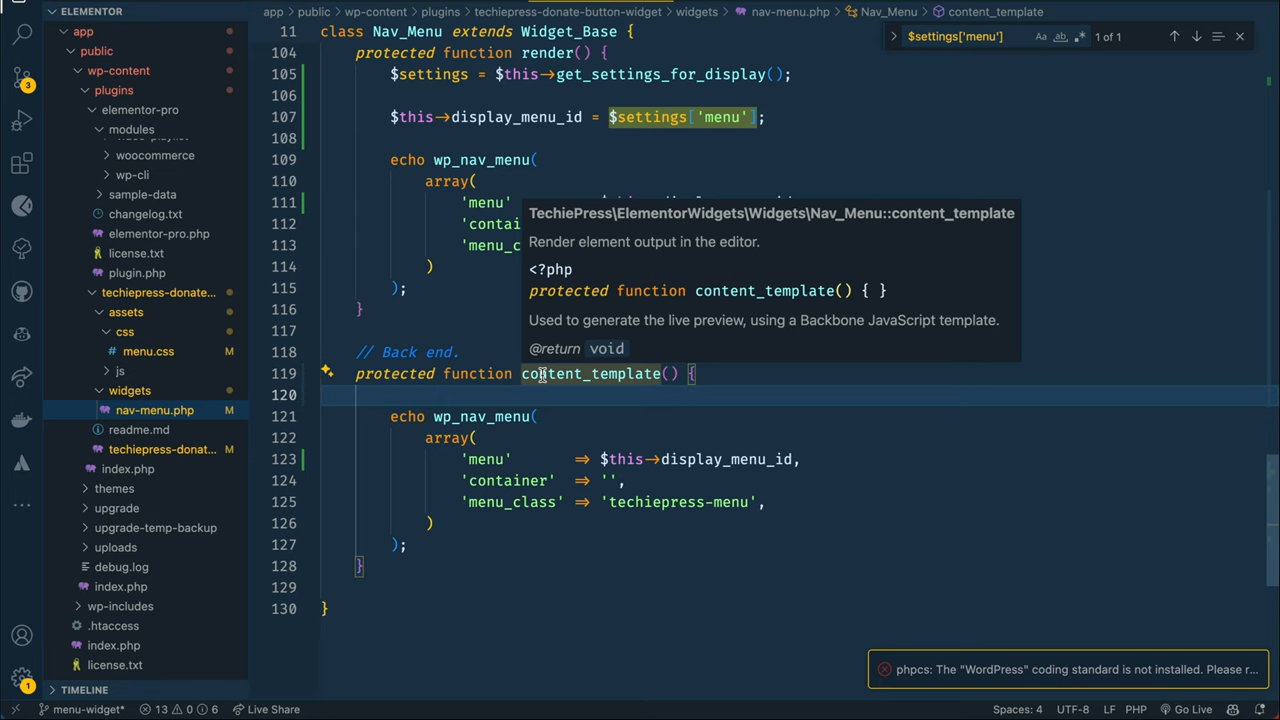 ELEMENTOR
app
public
wp-content
plugins
elementor-pro
modules
woocommerce
wp-cli
sample-data
changelog.txt
elementor-pro.php
license.txt
plugin.php
techiepress-donate...
assets
css
menu.css M
js
widgets
nav-menu.php M
readme.md
techiepress-donat... M
index.php
themes
upgrade
upgrade-temp-backup
uploads
debug.log
index.php
wp-includes
.htaccess
index.php
license.txt
TIMELINE
3
1
app > public > wp-content > plugins > techiepress-donate-button-widget > widgets > nav-menu.php > Nav_Menu > content_template
$settings['menu'] Aa ab 1 of 1
11 class Nav_Menu extends Widget_Base {
104 protected function render() {
105 $settings = $this->get_settings_for_display();
106
107 $this->display_menu_id = $settings['menu'];
108
109 echo wp_nav_menu(
110 array(
111 'menu'
112 'contai
113 'menu_c
114 )
115 );
116 }
117
118 // Back end.
119 protected function content_template() {
120
121 echo wp_nav_menu(
122 array(
123 'menu' => $this->display_menu_id,
124 'container' => '',
125 'menu_class' => 'techiepress-menu',
126 )
127 );
128 }
129
130 }
TechiePress\ElementorWidgets\Widgets\Nav_Menu::content_template
Render element output in the editor.
<?php
protected function content_template() { }
Used to generate the live preview, using a Backbone JavaScript template.
@return void
phpcs: The "WordPress" coding standard is not installed. Please r...
menu-widget* 13 0 6 Live Share Spaces: 4 UTF-8 LF PHP Go Live